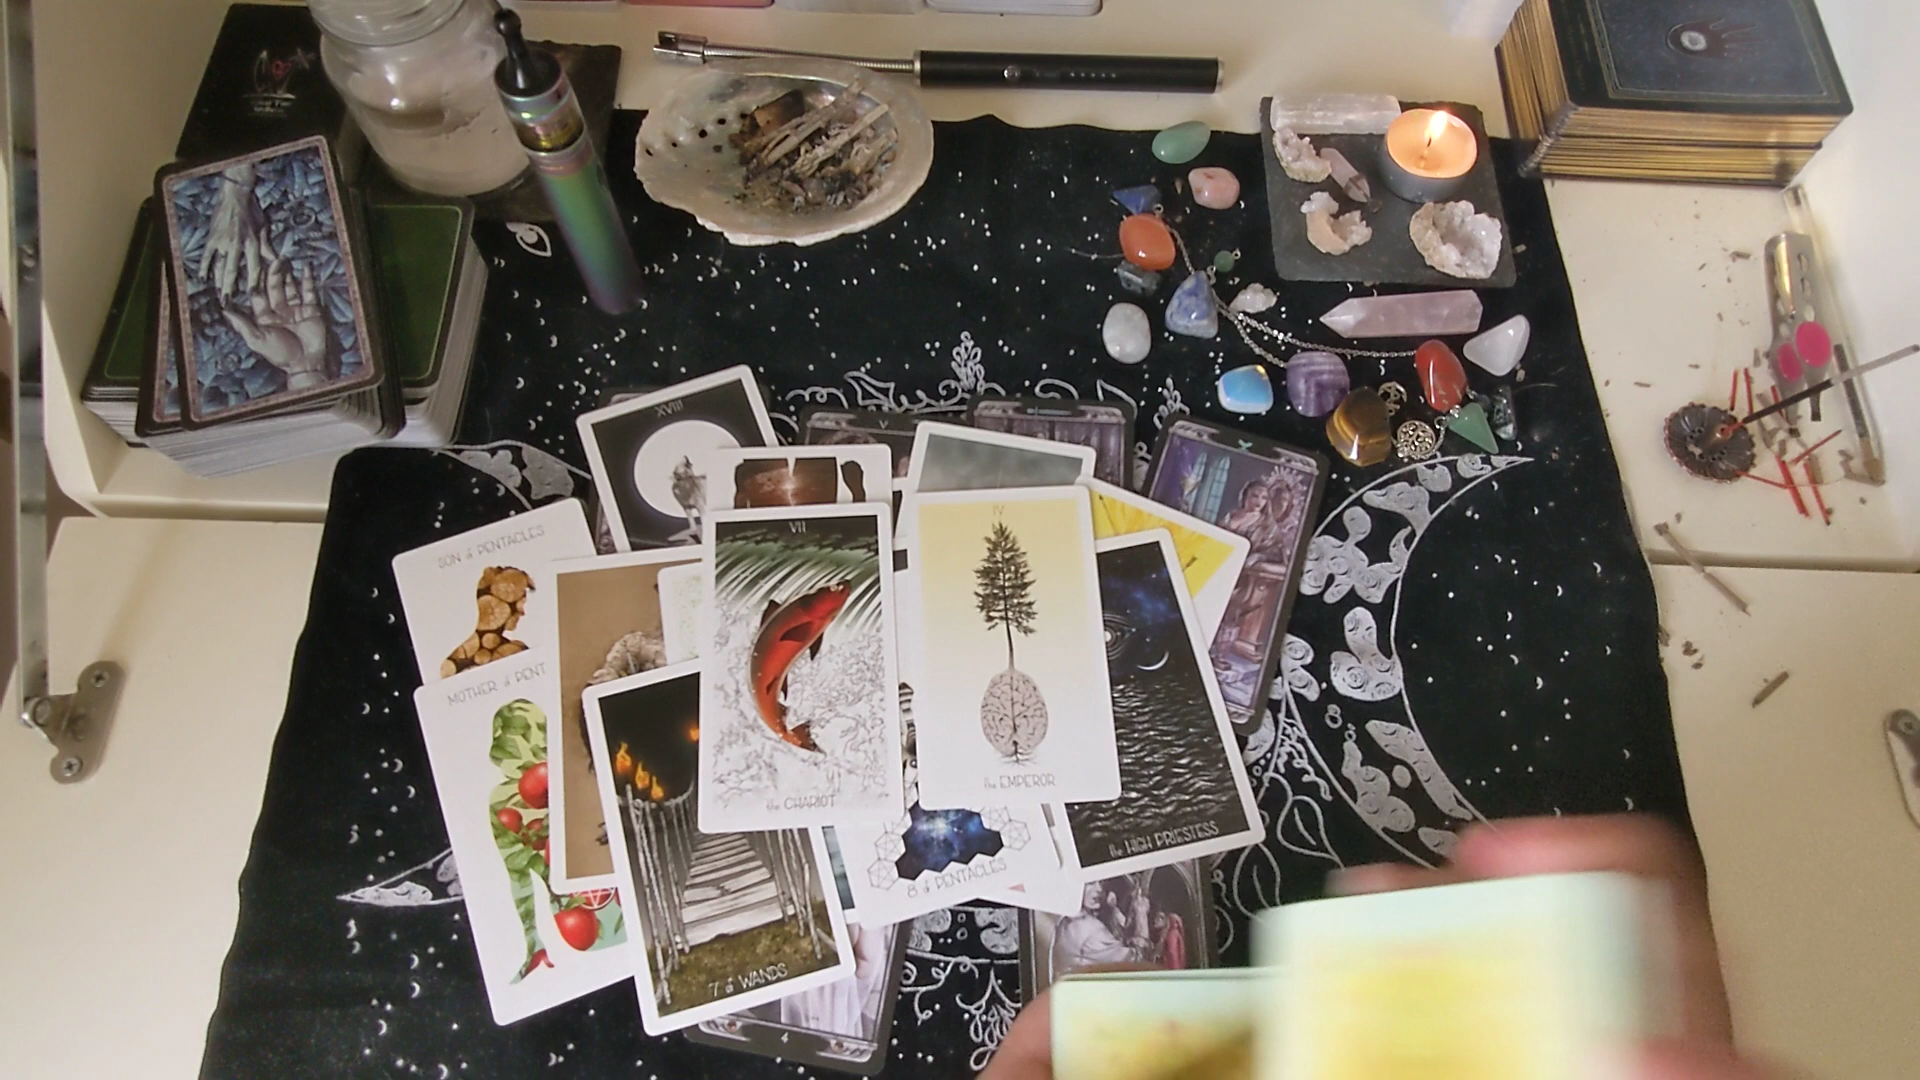 XVIII
V
X
SON of PENTACLES
VII
IV
MOTHER of PENT
the EMPEROR
the CHARIOT
the HIGH PRIESTESS
8 of PENTACLES
7 of WANDS
4